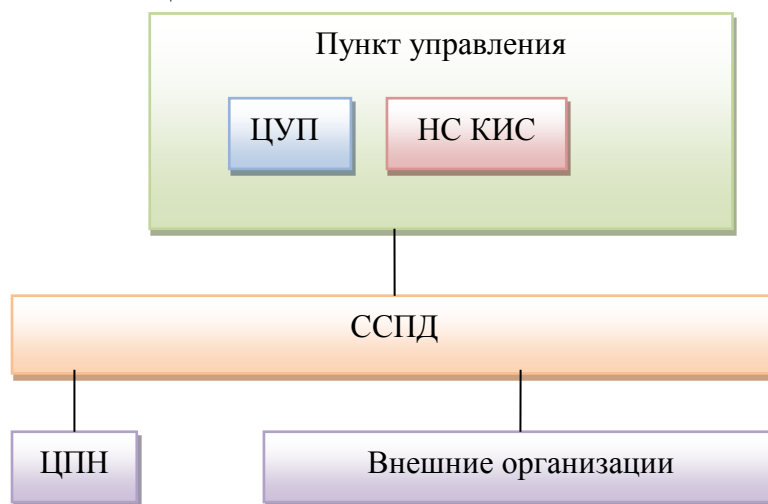 Пункт управления
ЦУП
НС КИС
ССПД
ЦПН
Внешние организации